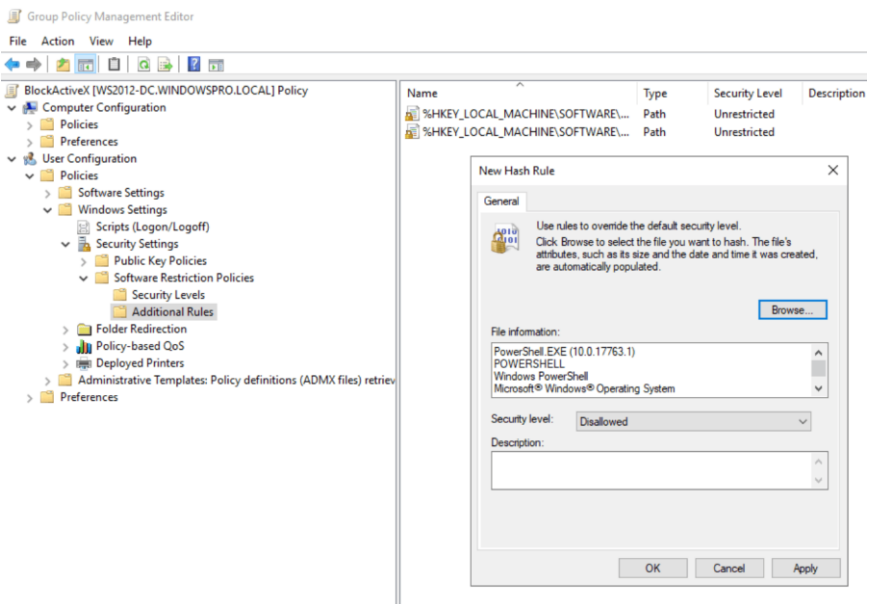 Group Policy Management Editor
File Action View Help
BlockActiveX [WS2012-DC.WINDOWSPRO.LOCAL] Policy
Computer Configuration
Policies
Preferences
User Configuration
Policies
Software Settings
Windows Settings
Scripts (Logon/Logoff)
Security Settings
Public Key Policies
Software Restriction Policies
Security Levels
Additional Rules
Folder Redirection
Policy-based QoS
Deployed Printers
Administrative Templates: Policy definitions (ADMX files) retriev
Preferences
Name Type Security Level Description
%HKEY_LOCAL_MACHINE\SOFTWARE\... Path Unrestricted
%HKEY_LOCAL_MACHINE\SOFTWARE\... Path Unrestricted
New Hash Rule
General
Use rules to override the default security level.
Click Browse to select the file you want to hash. The file's
attributes, such as its size and the date and time it was created,
are automatically populated.
Browse...
File information:
PowerShell.EXE (10.0.17763.1)
POWERSHELL
Windows PowerShell
Microsoft® Windows® Operating System
Security level: Disallowed
Description:
OK Cancel Apply